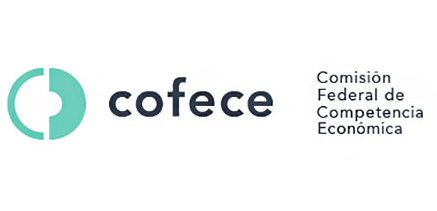 cofece
Comisión
Federal de
Competencia
Económica